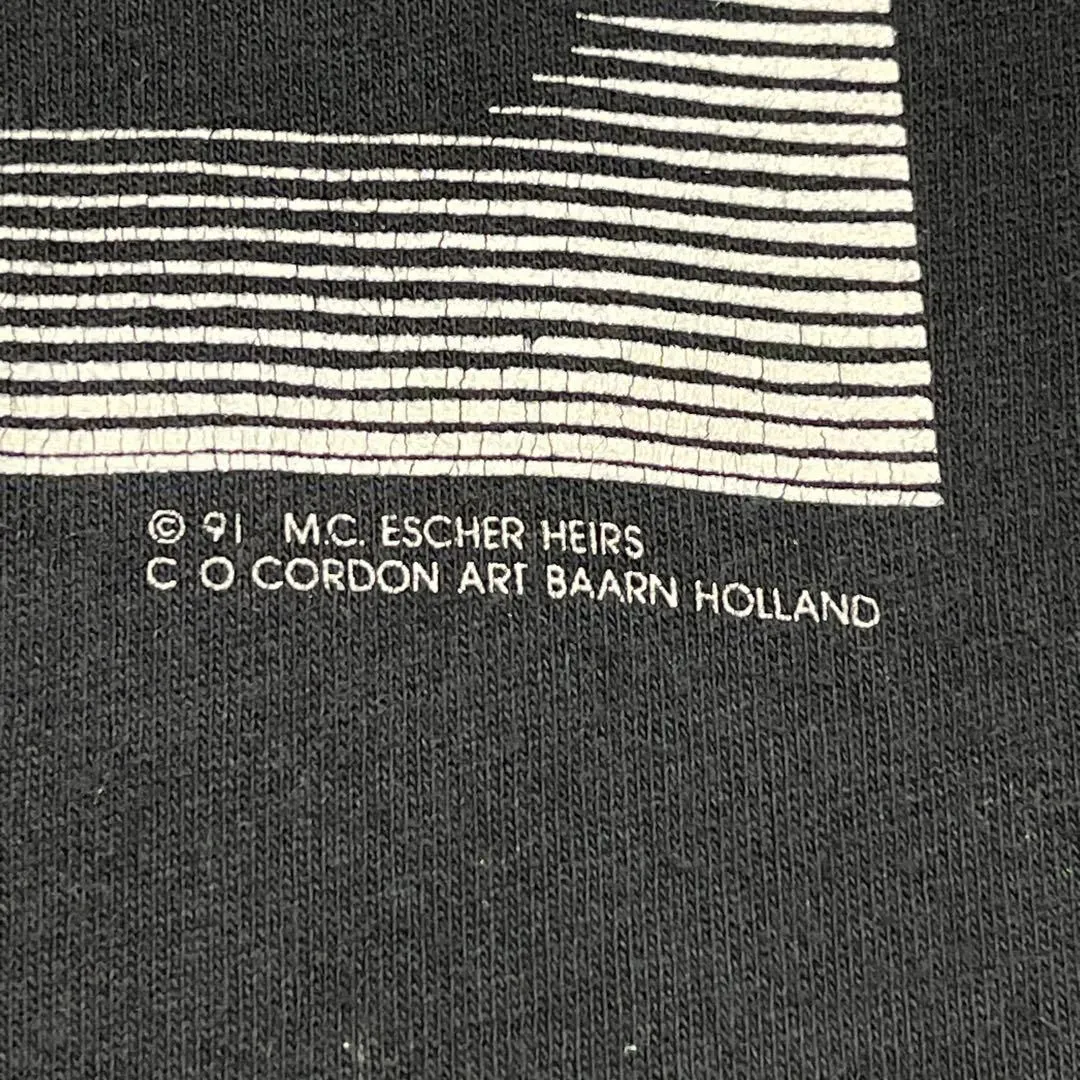 © 91 M.C. ESCHER HEIRS
C O CORDON ART BAARN HOLLAND